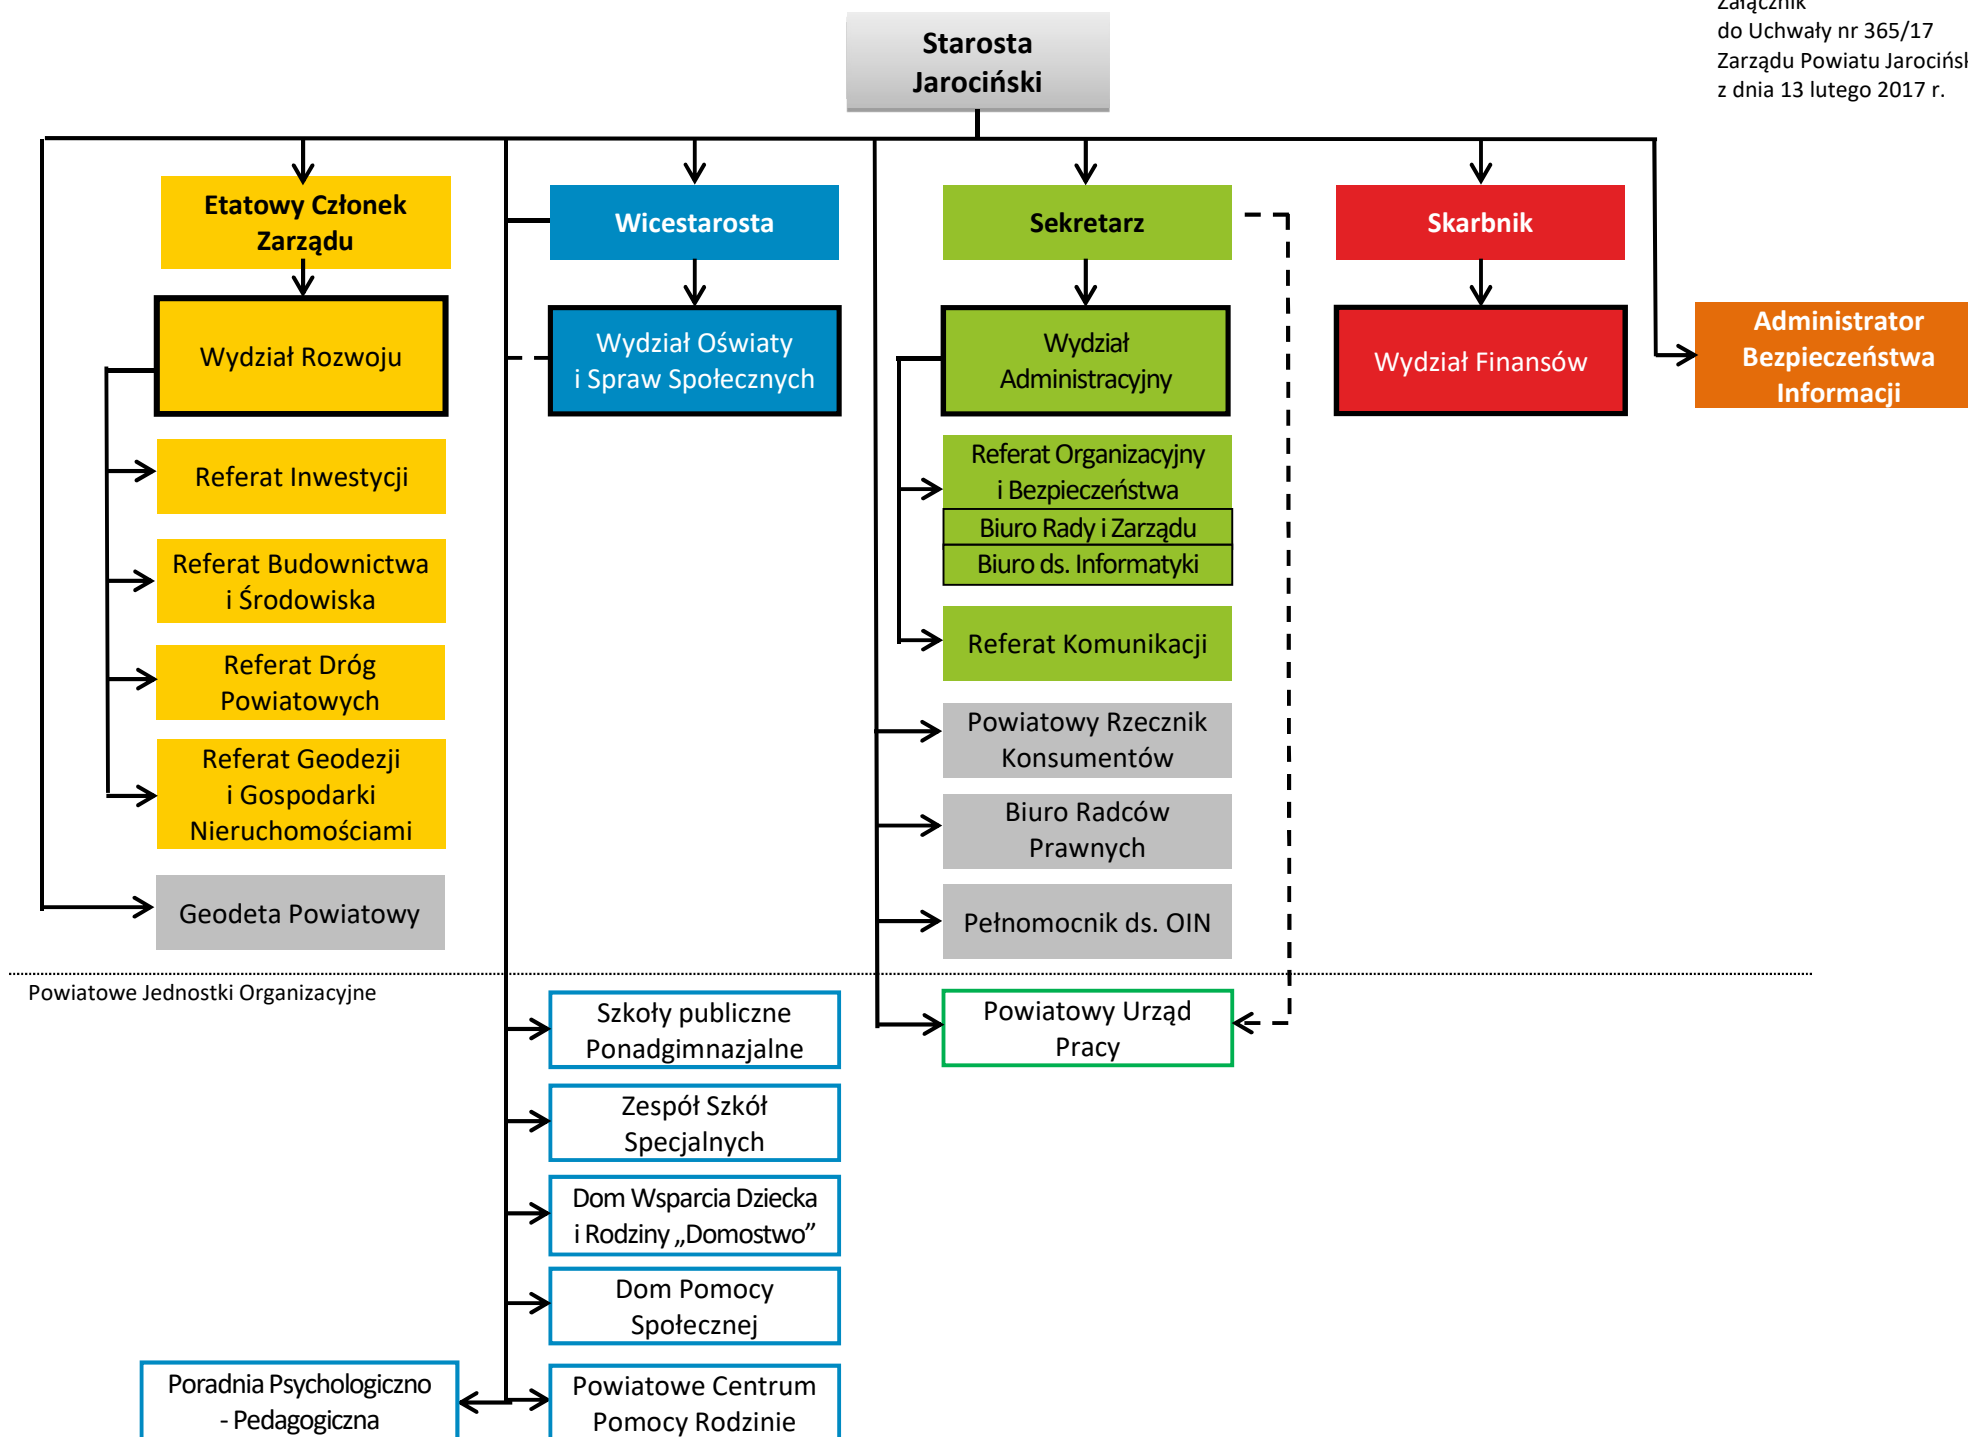 Załącznik
do Uchwały nr 365/17
Zarządu Powiatu Jarocińsk
z dnia 13 lutego 2017 r.
Starosta
Jarociński
Etatowy Członek
Zarządu
Wicestarosta
Sekretarz
Skarbnik
Wydział Rozwoju
Wydział Oświaty
i Spraw Społecznych
Wydział
Administracyjny
Wydział Finansów
Administrator
Bezpieczeństwa
Informacji
Referat Inwestycji
Referat Budownictwa
i Środowiska
Referat Dróg
Powiatowych
Referat Geodezji
i Gospodarki
Nieruchomościami
Geodeta Powiatowy
Referat Organizacyjny
i Bezpieczeństwa
Biuro Rady i Zarządu
Biuro ds. Informatyki
Referat Komunikacji
Powiatowy Rzecznik
Konsumentów
Biuro Radców
Prawnych
Pełnomocnik ds. OIN
Powiatowe Jednostki Organizacyjne
Szkoły publiczne
Ponadgimnazjalne
Zespół Szkół
Specjalnych
Dom Wsparcia Dziecka
i Rodziny „Domostwo”
Dom Pomocy
Społecznej
Powiatowe Centrum
Pomocy Rodzinie
Poradnia Psychologiczno
- Pedagogiczna
Powiatowy Urząd
Pracy